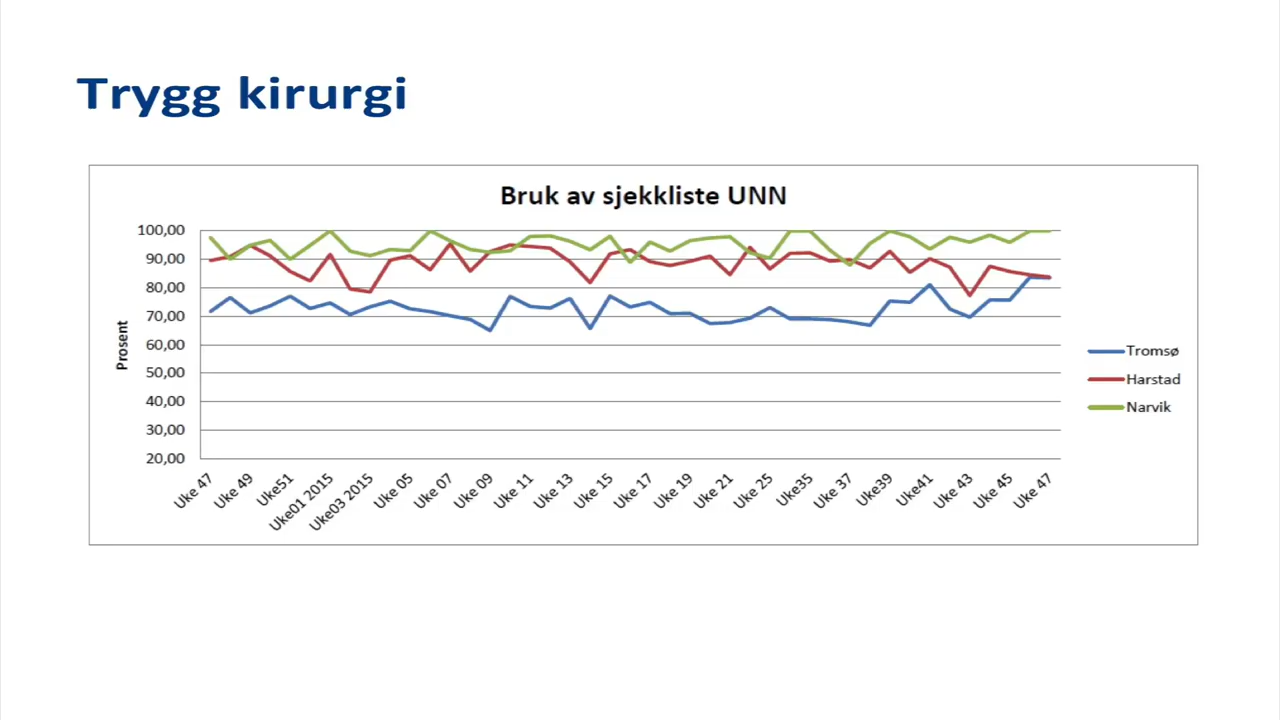 Trygg kirurgi
Bruk av sjekkliste UNN
100,00
90,00
80,00
70,00
60,00
50,00
40,00
30,00
20,00
Prosent
Uke 47
Uke 49
Uke51
Uke01 2015
Uke03 2015
Uke 05
Uke 07
Uke 09
Uke 11
Uke 13
Uke 15
Uke 17
Uke 19
Uke 21
Uke 25
Uke35
Uke 37
Uke39
Uke41
Uke 43
Uke 45
Uke 47
Tromsø
Harstad
Narvik